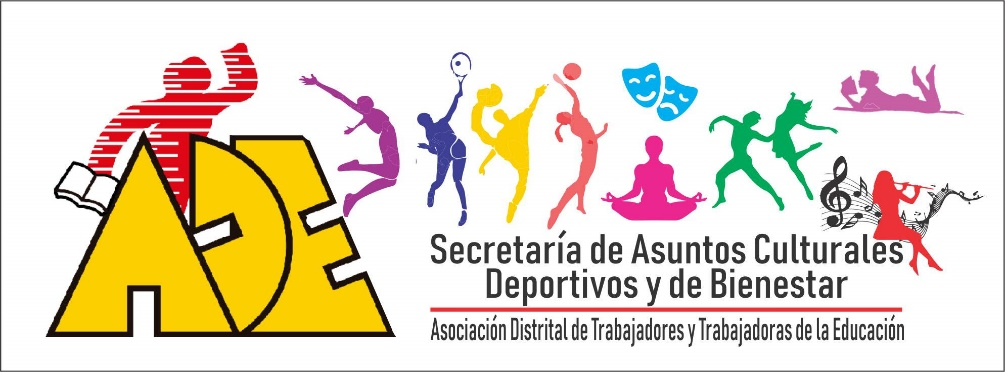 ADE
Secretaría de Asuntos Culturales
Deportivos y de Bienestar
Asociación Distrital de Trabajadores y Trabajadoras de la Educación